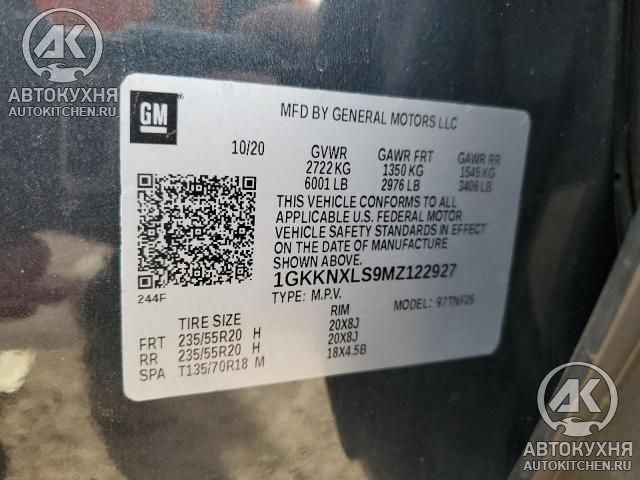 AK
АВТОКУХНЯ
AUTOKITCHEN.RU
GM
MFD BY GENERAL MOTORS LLC
10/20 GVWR GAWR FRT GAWR RR
2722 KG 1350 KG 1545 KG
6001 LB 2976 LB 3406 LB
THIS VEHICLE CONFORMS TO ALL
APPLICABLE U.S. FEDERAL MOTOR
VEHICLE SAFETY STANDARDS IN EFFECT
ON THE DATE OF MANUFACTURE
SHOWN ABOVE.
1GKKNXLS9MZ122927
TYPE: M.P.V. MODEL: 97TNF26
244F
TIRE SIZE RIM
FRT 235/55R20 H 20X8J
RR 235/55R20 H 20X8J
SPA T135/70R18 M 18X4.5B
AK
АВТОКУХНЯ
AUTOKITCHEN.RU